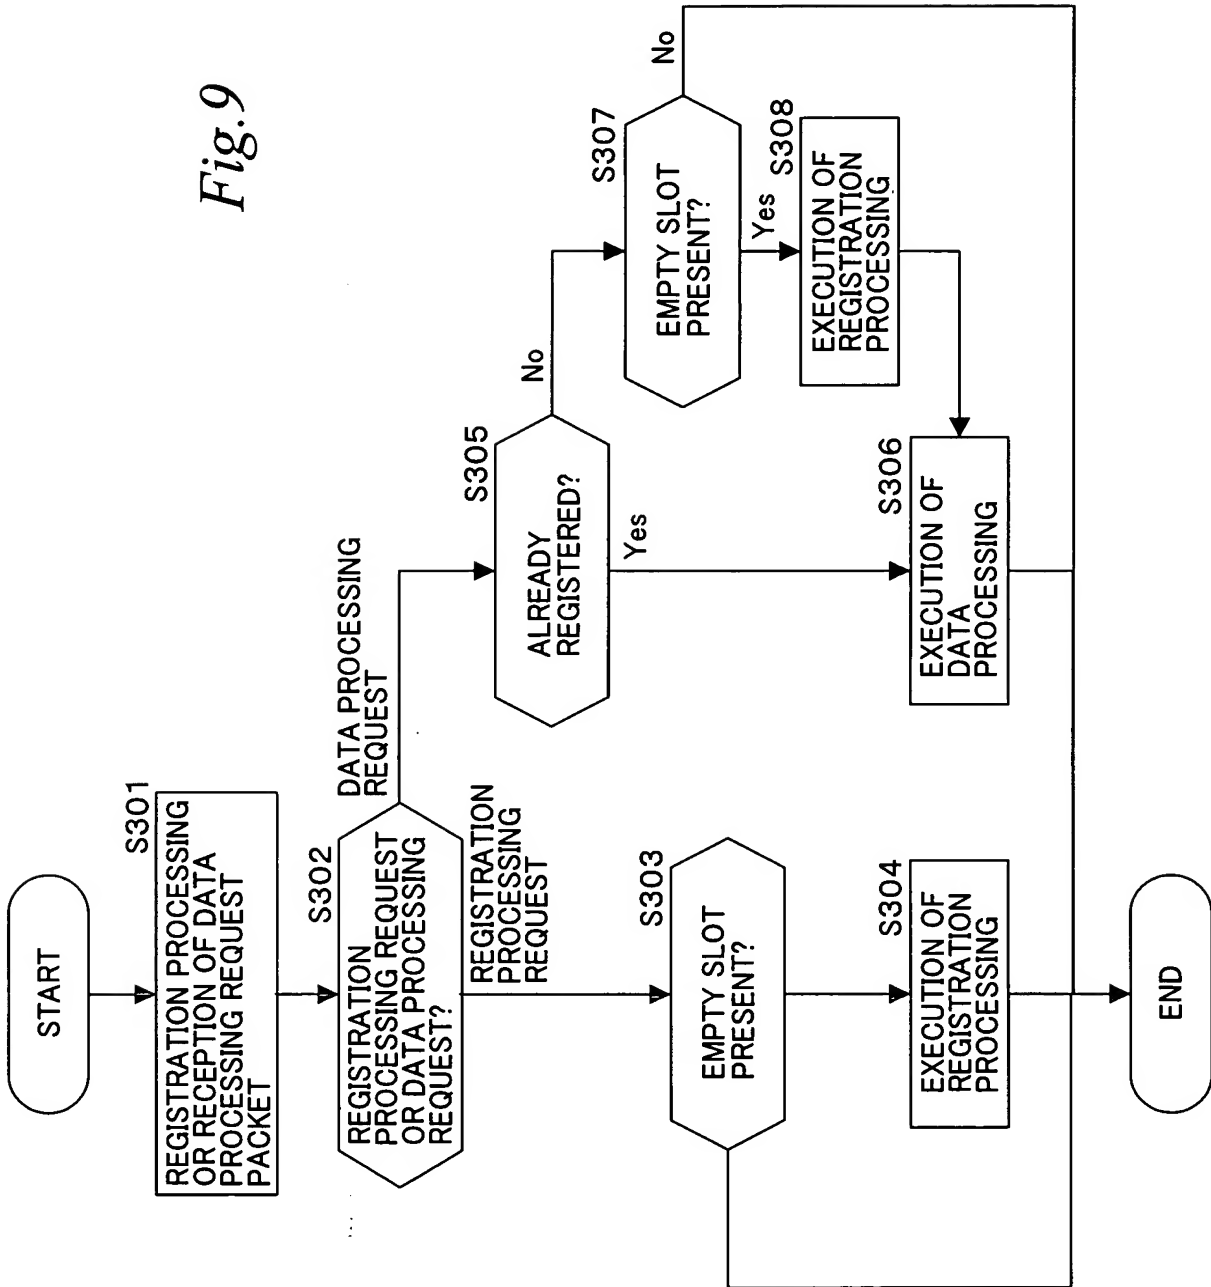 Fig.9
START
S301
REGISTRATION PROCESSING
OR RECEPTION OF DATA
PROCESSING REQUEST
PACKET
S302
REGISTRATION
PROCESSING REQUEST
OR DATA PROCESSING
REQUEST?
DATA PROCESSING
REQUEST
REGISTRATION
PROCESSING
REQUEST
S303
EMPTY SLOT
PRESENT?
S304
EXECUTION OF
REGISTRATION
PROCESSING
S305
ALREADY
REGISTERED?
No
Yes
S307
EMPTY SLOT
PRESENT?
No
Yes
S308
EXECUTION OF
REGISTRATION
PROCESSING
S306
EXECUTION OF
DATA
PROCESSING
END